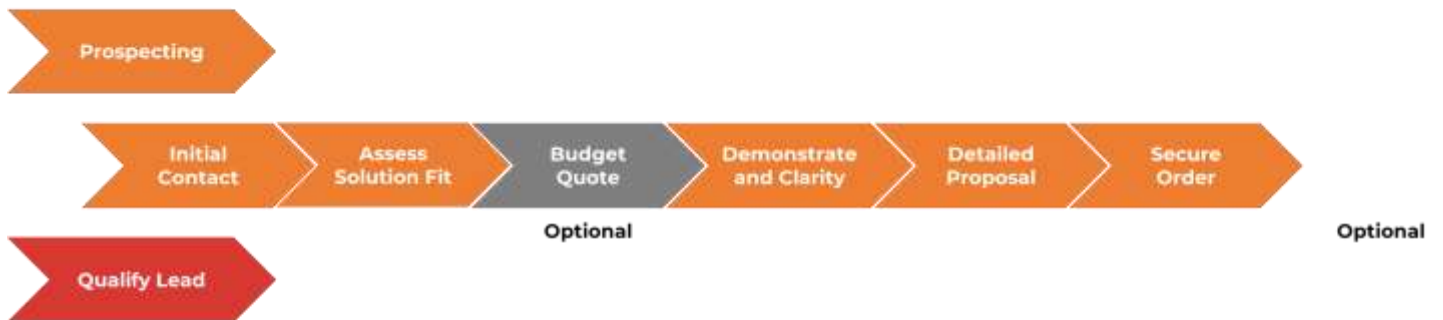 Prospecting
Initial
Contact
Assess
Solution Fit
Budget
Quote
Demonstrate
and Clarity
Detailed
Proposal
Secure
Order
Optional
Optional
Qualify Lead